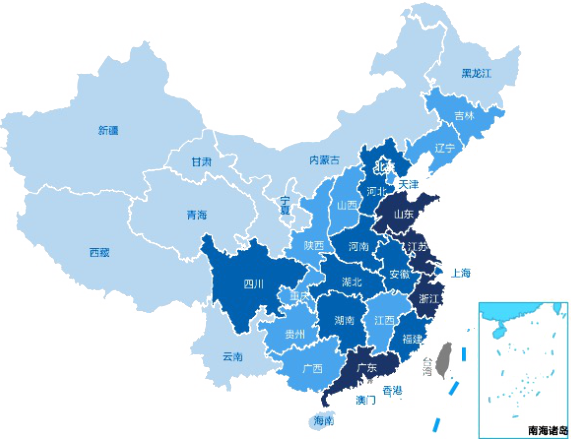 黑龙江
吉林
新疆
辽宁
甘肃
内蒙古
北京
天津
河北
宁夏
山西
山东
青海
陕西
河南
江苏
西藏
四川
安徽
上海
湖北
重庆
浙江
湖南
江西
贵州
福建
云南
广西
广东
台湾
香港
澳门
海南
南海诸岛